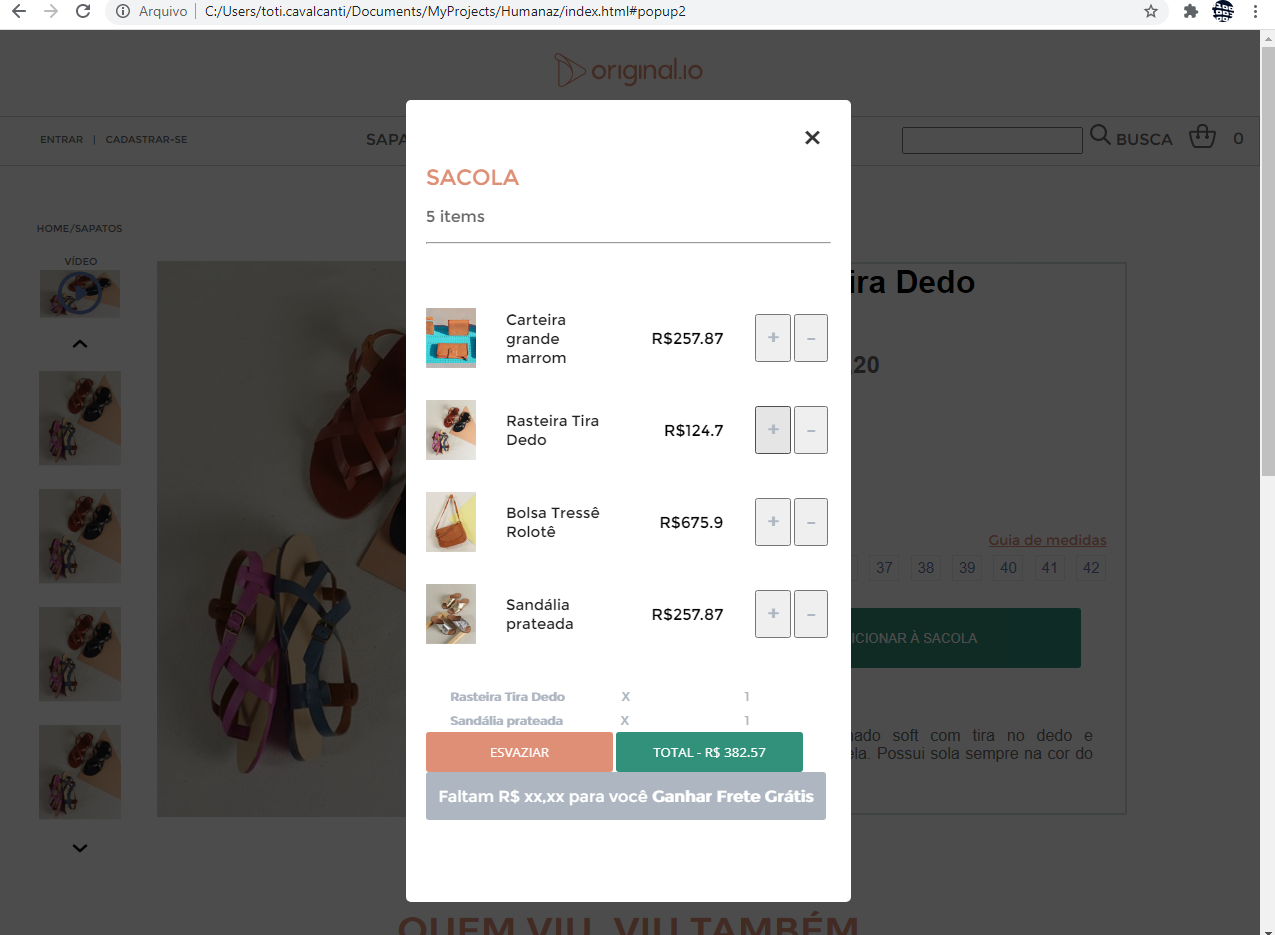 Arquivo | C:/Users/toti.cavalcanti/Documents/MyProjects/Humanaz/index.html#popup2
original.io
ENTRAR | CADASTRAR-SE
SAPA
BUSCA 0
HOME/SAPATOS
VÍDEO
SACOLA
5 items
Carteira
grande
marrom
R$257.87
+ -
Rasteira Tira
Dedo
R$124.7
+ -
Bolsa Tressê
Rolotê
R$675.9
+ -
Sandália
prateada
R$257.87
+ -
Rasteira Tira Dedo X 1
Sandália prateada X 1
ESVAZIAR TOTAL - R$ 382.57
Faltam R$ xx,xx para você Ganhar Frete Grátis
ira Dedo
20
Guia de medidas
37 38 39 40 41 42
ICIONAR À SACOLA
ado soft com tira no dedo e
ela. Possui sola sempre na cor do
QUEM VIU, VIU TAMBÉM